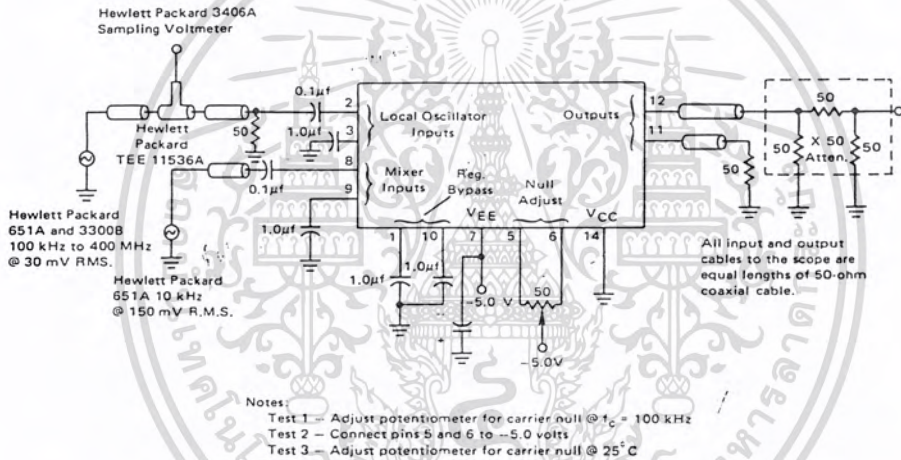 Hewlett Packard 3406A
Sampling Voltmeter
Hewlett
Packard
TEE 11536A
50
0.1µf
1.0µf
0.1µf
1.0µf
Hewlett Packard
651A and 3300B
100 kHz to 400 MHz
@ 30 mV RMS.
Hewlett Packard
651A 10 kHz
@ 150 mV R.M.S.
2
3
8
9
Local Oscillator
Inputs
Mixer
Inputs
Reg.
Bypass
VEE
Null
Adjust
VCC
Outputs
12
11
1
10
7
5
6
14
1.0µf
1.0µf
-5.0 V
+
50
-5.0V
50
50
50
X 50
Atten.
50
All input and output
cables to the scope are
equal lengths of 50-ohm
coaxial cable.
Notes:
Test 1 – Adjust potentiometer for carrier null @ fc = 100 kHz
Test 2 – Connect pins 5 and 6 to –5.0 volts
Test 3 – Adjust potentiometer for carrier null @ 25°C